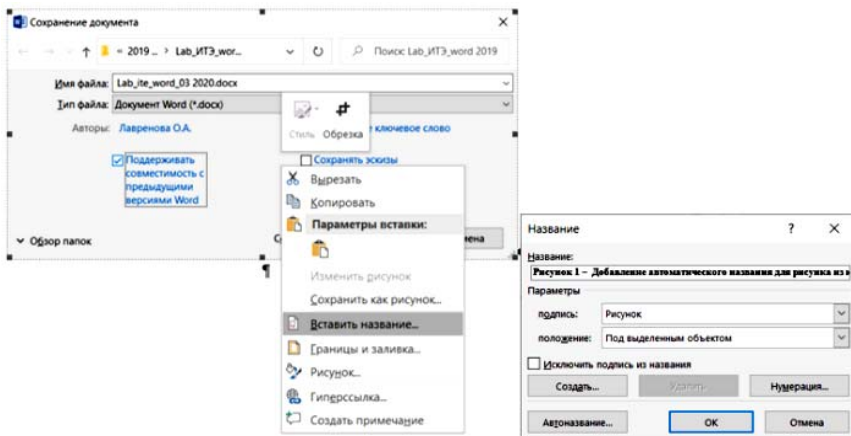 Сохранение документа
« 2019 ... > Lab_ИТЭ_wor...
Поиск: Lab_ИТЭ_word 2019
Имя файла: Lab_ite_word_03 2020.docx
Тип файла: Документ Word (*.docx)
Авторы: Лавренова О.А.
ключевое слово
Стиль Обрезка
Поддерживать
совместимость с
предыдущими
версиями Word
Сохранять эскизы
Обзор папок
Вырезать
Копировать
Параметры вставки:
Изменить рисунок
Сохранить как рисунок...
Вставить название...
Границы и заливка...
Рисунок...
Гиперссылка...
Создать примечание
¶
Название
? X
Название:
Рисунок 1 – Добавление автоматического названия для рисунка из
Параметры
подпись: Рисунок
положение: Под выделенным объектом
Исключить подпись из названия
Создать... Удалить Нумерация...
Автоназвание... ОК Отмена